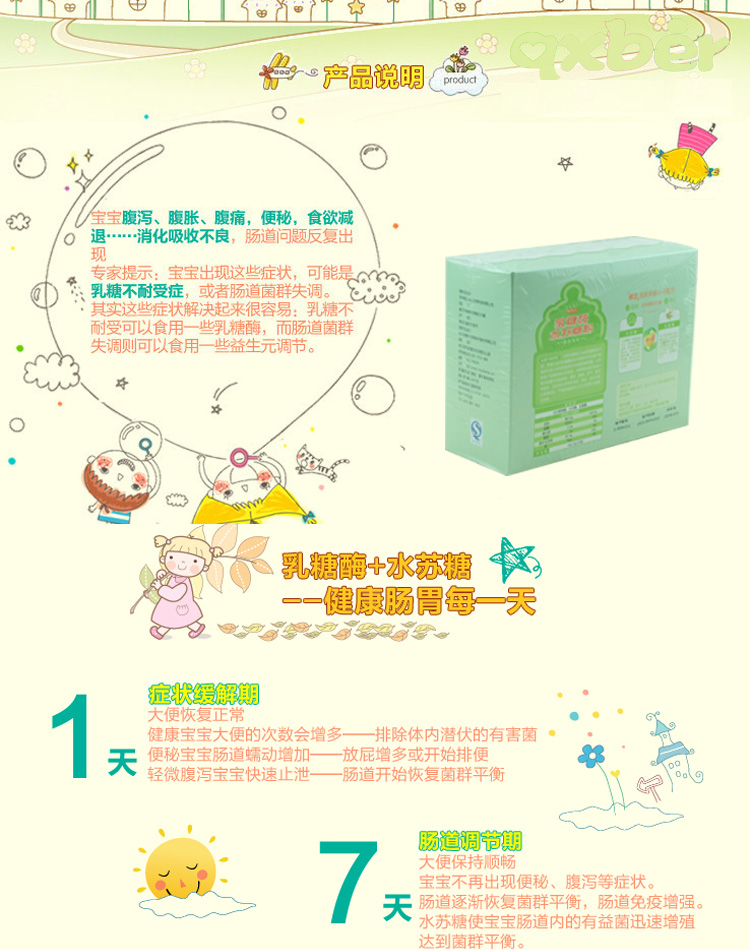 qxber
产品说明
product
宝宝腹泻、腹胀、腹痛，便秘，食欲减
退……消化吸收不良，肠道问题反复出
现
专家提示：宝宝出现这些症状，可能是
乳糖不耐受症，或者肠道菌群失调。
其实这些症状解决起来很容易；乳糖不
耐受可以食用一些乳糖酶，而肠道菌群
失调则可以食用一些益生元调节。
乳糖酶+水苏糖
--健康肠胃每一天
1天
症状缓解期
大便恢复正常
健康宝宝大便的次数会增多——排除体内潜伏的有害菌
便秘宝宝肠道蠕动增加——放屁增多或开始排便
轻微腹泻宝宝快速止泄——肠道开始恢复菌群平衡
7天
肠道调节期
大便保持顺畅
宝宝不再出现便秘、腹泻等症状。
肠道逐渐恢复菌群平衡，肠道免疫增强。
水苏糖使宝宝肠道内的有益菌迅速增殖
达到菌群平衡。